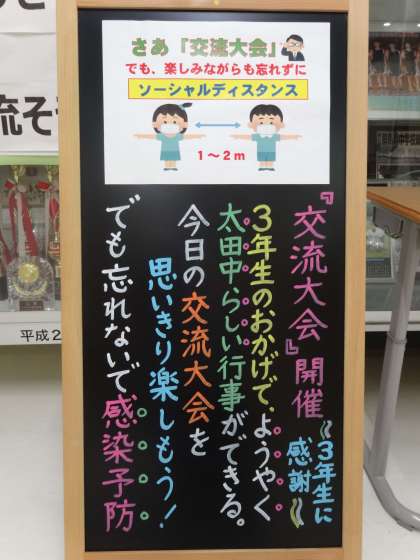 さあ『交流大会』
でも、楽しみながらも忘れずに
ソーシャルディスタンス
1～2m
『交流大会』開催
《3年生に
感謝》
3年生のおかげで、ようやく
太田中らしい行事ができる。
今日の交流大会を
思いきり楽しもう！
でも忘れないで感染予防
平成2